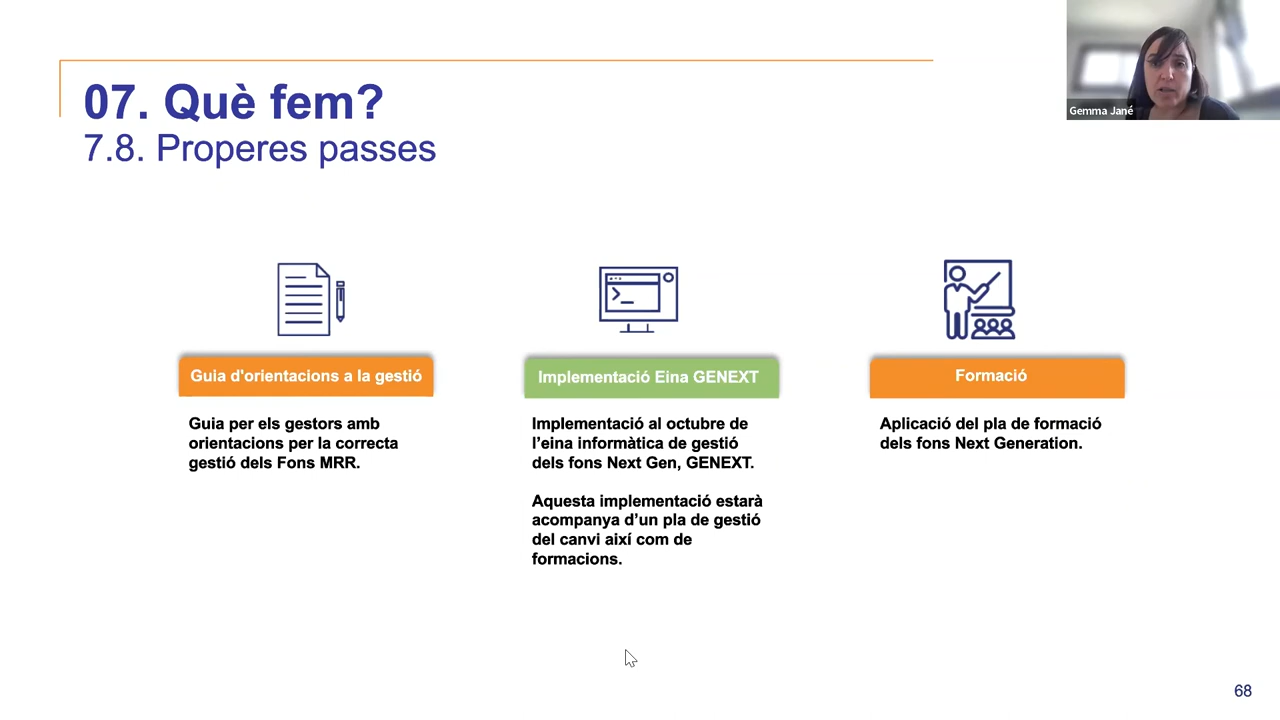 07. Què fem?
7.8. Properes passes
Gemma Jané
Guia d'orientacions a la gestió
Guia per els gestors amb
orientacions per la correcta
gestió dels Fons MRR.
Implementació Eina GENEXT
Implementació al octubre de
l’eina informàtica de gestió
dels fons Next Gen, GENEXT.
Aquesta implementació estarà
acompanya d’un pla de gestió
del canvi així com de
formacions.
Formació
Aplicació del pla de formació
dels fons Next Generation.
68